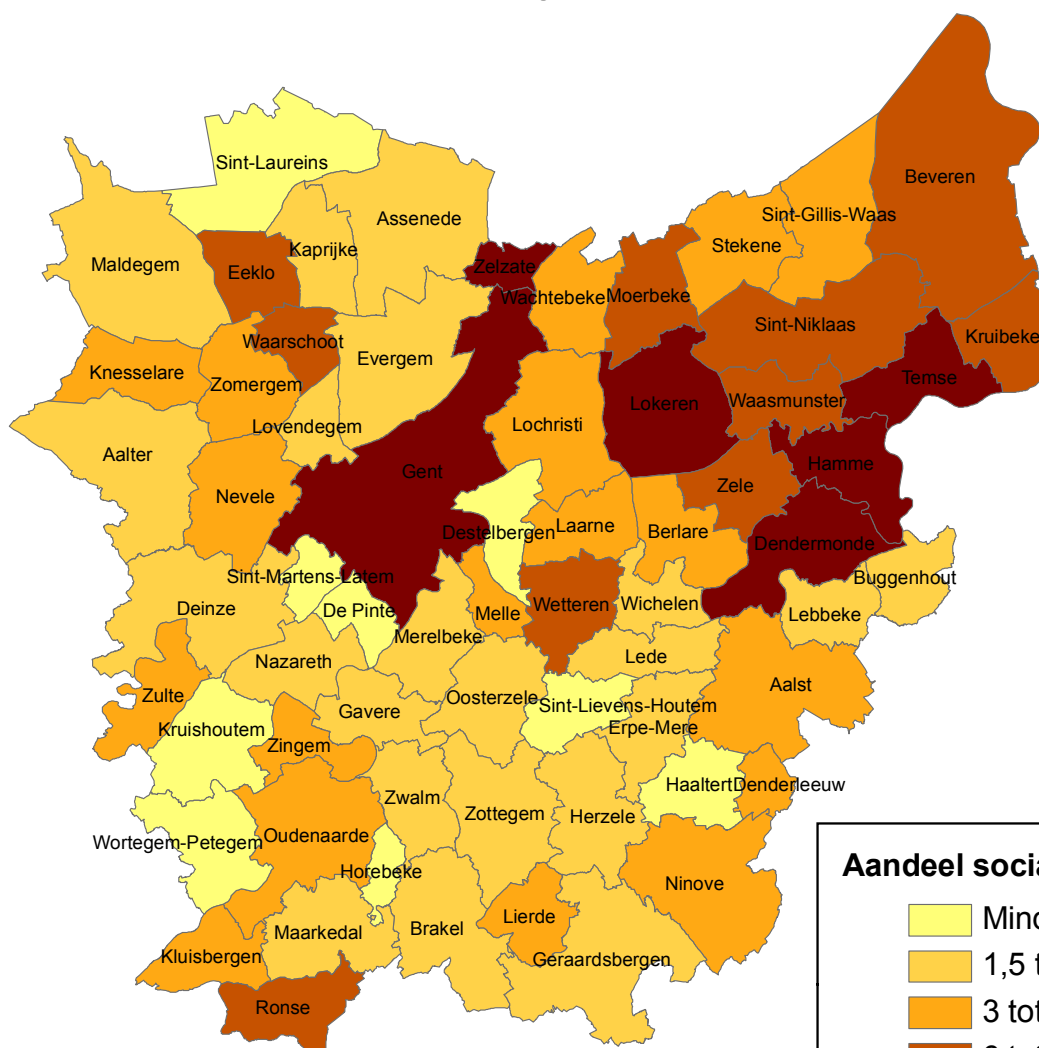 Sint-Laureins
Beveren
Assenede
Sint-Gillis-Waas
Stekene
Kaprijke
Maldegem
Eeklo
Zelzate
Wachtebeke
Moerbeke
Sint-Niklaas
Kruibeke
Waarschoot
Evergem
Knesselare
Zomergem
Temse
Lokeren
Waasmunster
Lovendegem
Lochristi
Aalter
Gent
Hamme
Nevele
Zele
Destelbergen
Laarne
Berlare
Dendermonde
Sint-Martens-Latem
Buggenhout
Deinze
De Pinte
Melle
Wetteren
Wichelen
Lebbeke
Merelbeke
Nazareth
Lede
Aalst
Zulte
Oosterzele
Sint-Lievens-Houtem
Gavere
Kruishoutem
Erpe-Mere
Zingem
Haaltert
Denderleeuw
Zwalm
Zottegem
Herzele
Oudenaarde
Wortegem-Petegem
Horebeke
Ninove
Lierde
Brakel
Maarkedal
Kluisbergen
Geraardsbergen
Ronse
Aandeel socia
Mind
1,5 t
3 tot